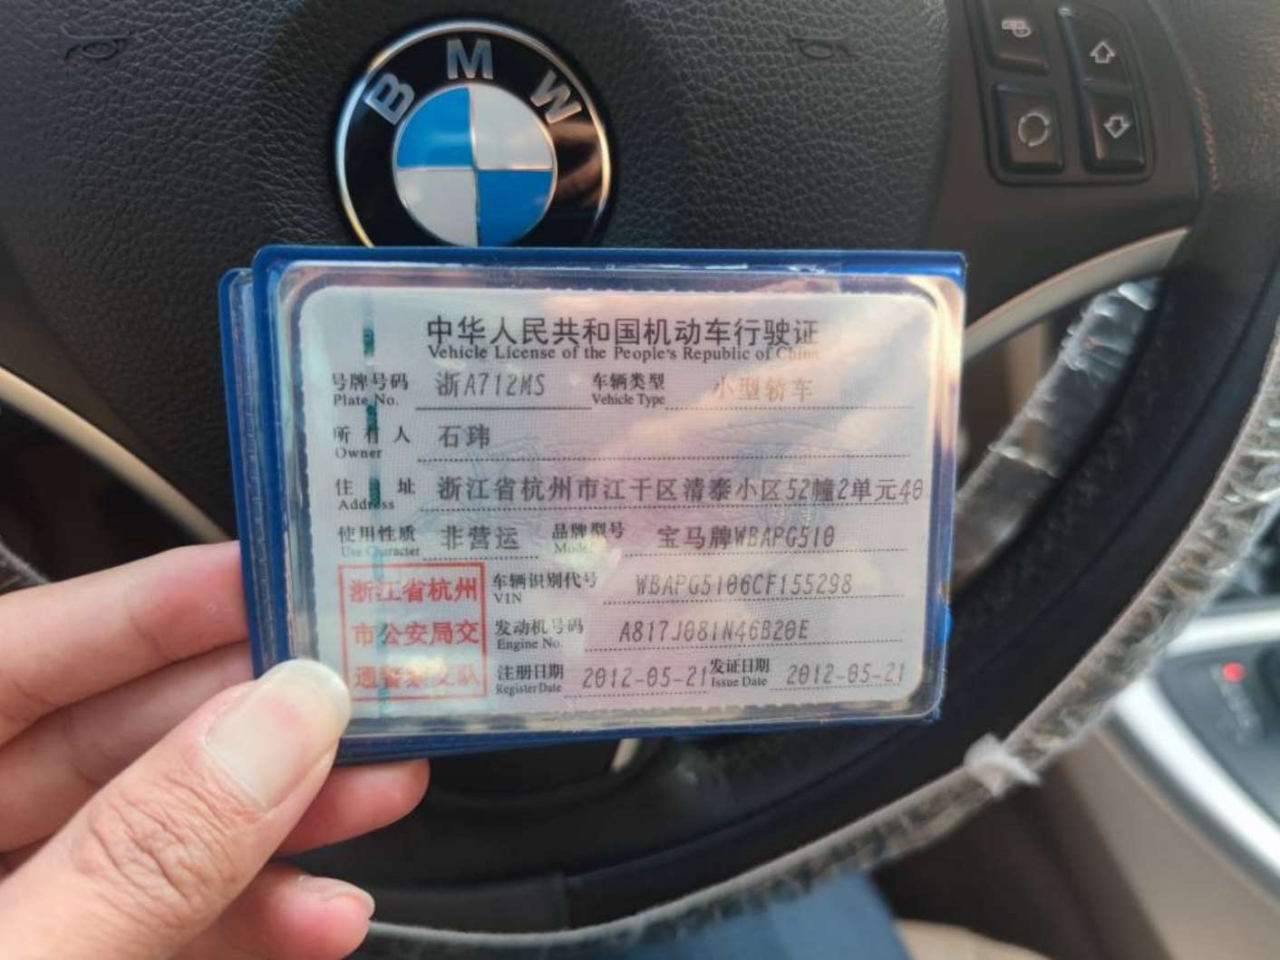 BMW
中华人民共和国机动车行驶证
Vehicle License of the People's Republic of China
号牌号码 浙A712MS 车辆类型 小型轿车
Plate No. Vehicle Type
所有人 石玮
Owner
住址 浙江省杭州市江干区清泰小区52幢2单元40
Address
使用性质 非营运 品牌型号 宝马牌WBAPG510
Use Character Model
浙江省杭州
市公安局交
通警察支队
车辆识别代号 WBAPG5106CF155298
VIN
发动机号码 A817J081N46B20E
Engine No.
注册日期 2012-05-21 发证日期 2012-05-21
Register Date Issue Date